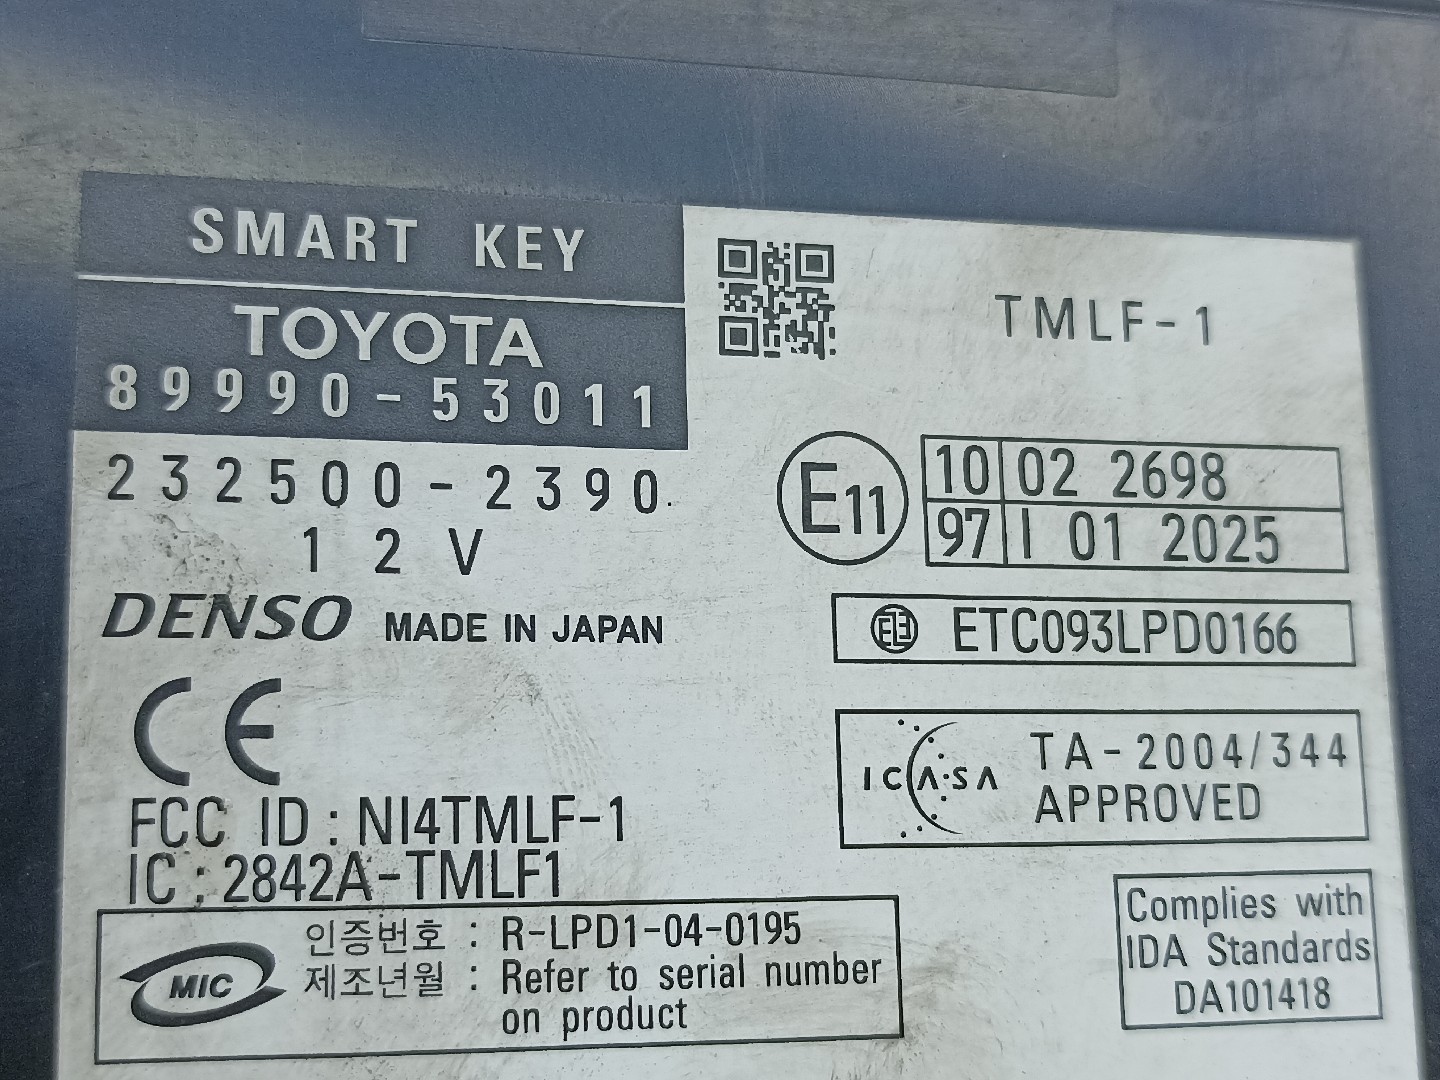 SMART KEY
TOYOTA
89990-53011
232500-2390
12V
DENSO MADE IN JAPAN
CE
FCC ID : NI4TMLF-1
IC : 2842A-TMLF1
MIC
인증번호 : R-LPD1-04-0195
제조년월 : Refer to serial number
on product
TMLF-1
E11
10 02 2698
97 I 01 2025
ETC093LPD0166
ICASA
TA-2004/344
APPROVED
Complies with
IDA Standards
DA101418